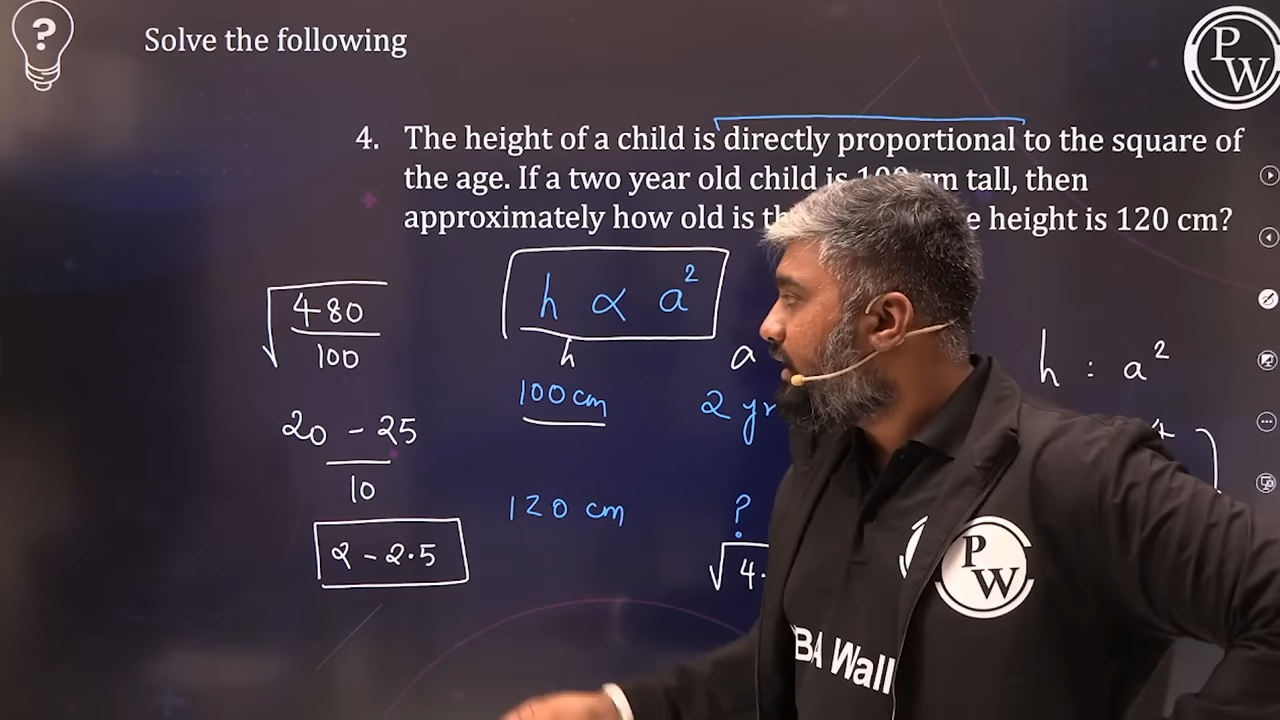 ?
Solve the following
PW
4. The height of a child is directly proportional to the square of
the age. If a two year old child is 100 cm tall, then
approximately how old is height is 120 cm?
√480/100
h ∝ a²
h
a
h : a²
100 cm
2 yr
20 - 25
10
120 cm
?
2 - 2.5
√4.
PW
BA Wall